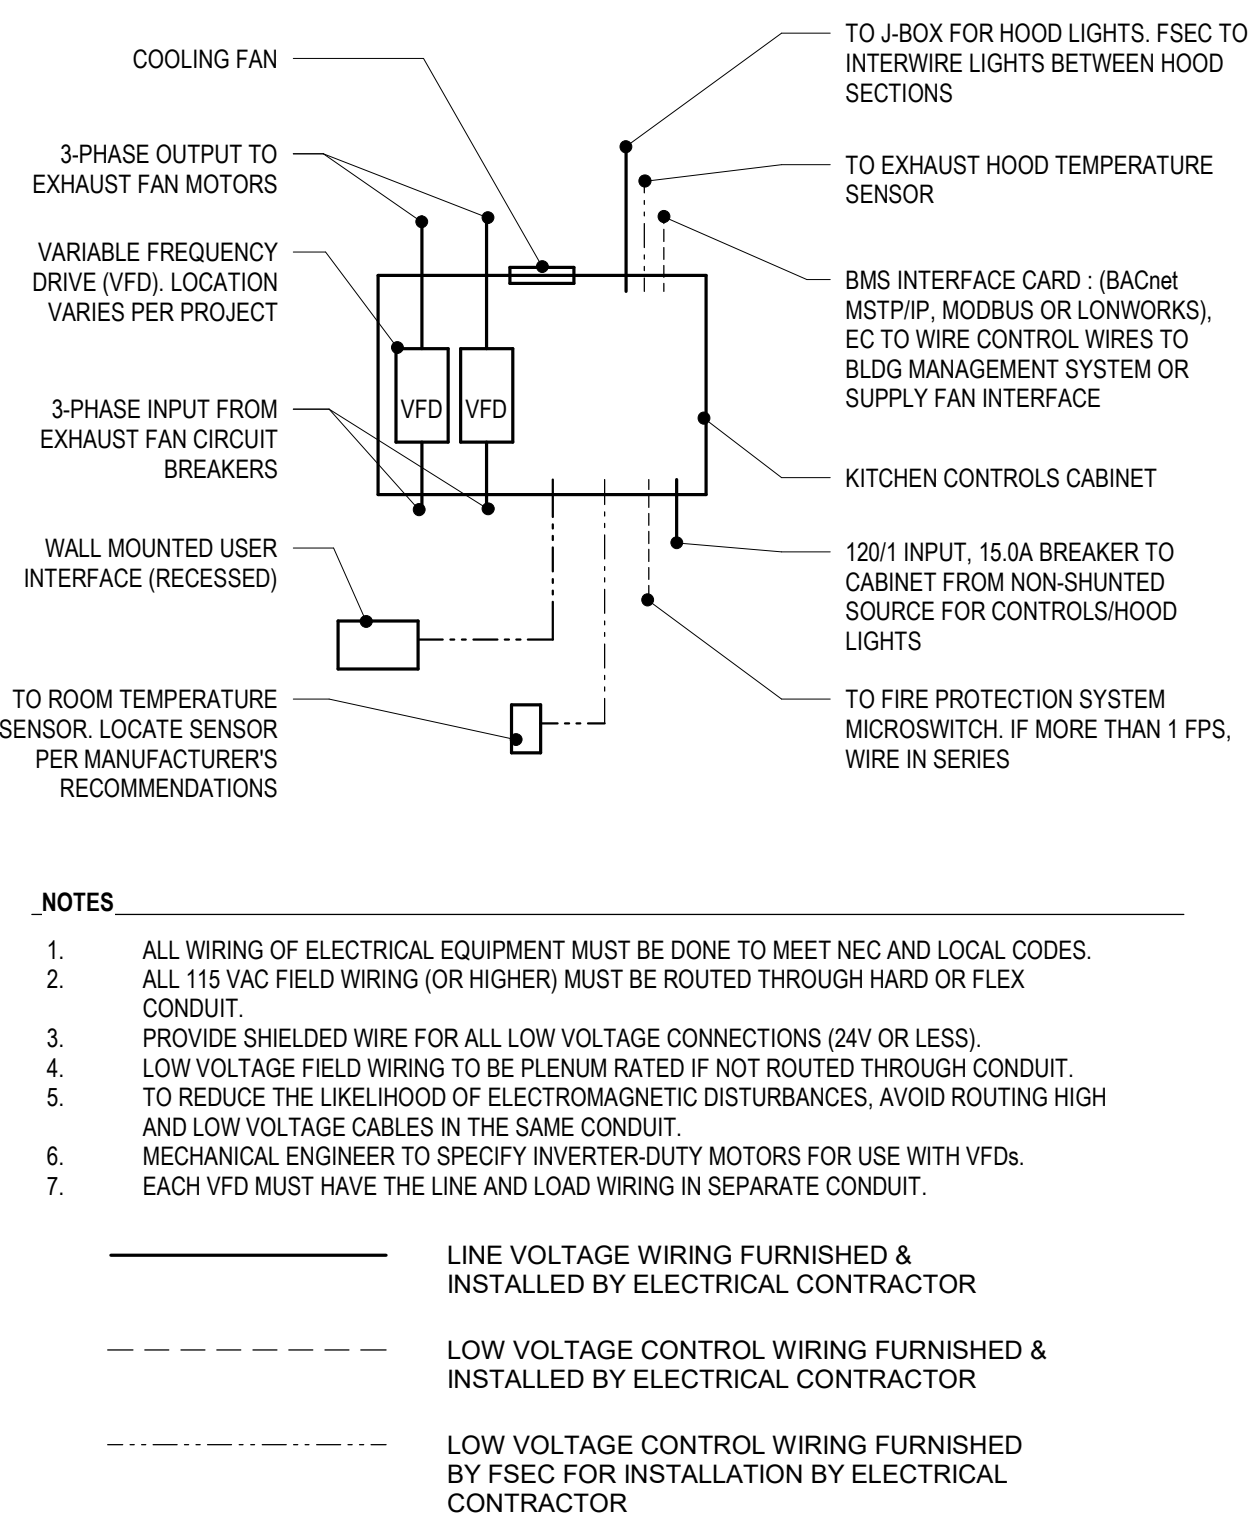 COOLING FAN
3-PHASE OUTPUT TO
EXHAUST FAN MOTORS
VARIABLE FREQUENCY
DRIVE (VFD). LOCATION
VARIES PER PROJECT
3-PHASE INPUT FROM
EXHAUST FAN CIRCUIT
BREAKERS
WALL MOUNTED USER
INTERFACE (RECESSED)
TO ROOM TEMPERATURE
SENSOR. LOCATE SENSOR
PER MANUFACTURER'S
RECOMMENDATIONS
VFD
VFD
TO J-BOX FOR HOOD LIGHTS. FSEC TO
INTERWIRE LIGHTS BETWEEN HOOD
SECTIONS
TO EXHAUST HOOD TEMPERATURE
SENSOR
BMS INTERFACE CARD : (BACnet
MSTP/IP, MODBUS OR LONWORKS),
EC TO WIRE CONTROL WIRES TO
BLDG MANAGEMENT SYSTEM OR
SUPPLY FAN INTERFACE
KITCHEN CONTROLS CABINET
120/1 INPUT, 15.0A BREAKER TO
CABINET FROM NON-SHUNTED
SOURCE FOR CONTROLS/HOOD
LIGHTS
TO FIRE PROTECTION SYSTEM
MICROSWITCH. IF MORE THAN 1 FPS,
WIRE IN SERIES
NOTES
1. ALL WIRING OF ELECTRICAL EQUIPMENT MUST BE DONE TO MEET NEC AND LOCAL CODES.
2. ALL 115 VAC FIELD WIRING (OR HIGHER) MUST BE ROUTED THROUGH HARD OR FLEX
CONDUIT.
3. PROVIDE SHIELDED WIRE FOR ALL LOW VOLTAGE CONNECTIONS (24V OR LESS).
4. LOW VOLTAGE FIELD WIRING TO BE PLENUM RATED IF NOT ROUTED THROUGH CONDUIT.
5. TO REDUCE THE LIKELIHOOD OF ELECTROMAGNETIC DISTURBANCES, AVOID ROUTING HIGH
AND LOW VOLTAGE CABLES IN THE SAME CONDUIT.
6. MECHANICAL ENGINEER TO SPECIFY INVERTER-DUTY MOTORS FOR USE WITH VFDs.
7. EACH VFD MUST HAVE THE LINE AND LOAD WIRING IN SEPARATE CONDUIT.
LINE VOLTAGE WIRING FURNISHED &
INSTALLED BY ELECTRICAL CONTRACTOR
LOW VOLTAGE CONTROL WIRING FURNISHED &
INSTALLED BY ELECTRICAL CONTRACTOR
LOW VOLTAGE CONTROL WIRING FURNISHED
BY FSEC FOR INSTALLATION BY ELECTRICAL
CONTRACTOR